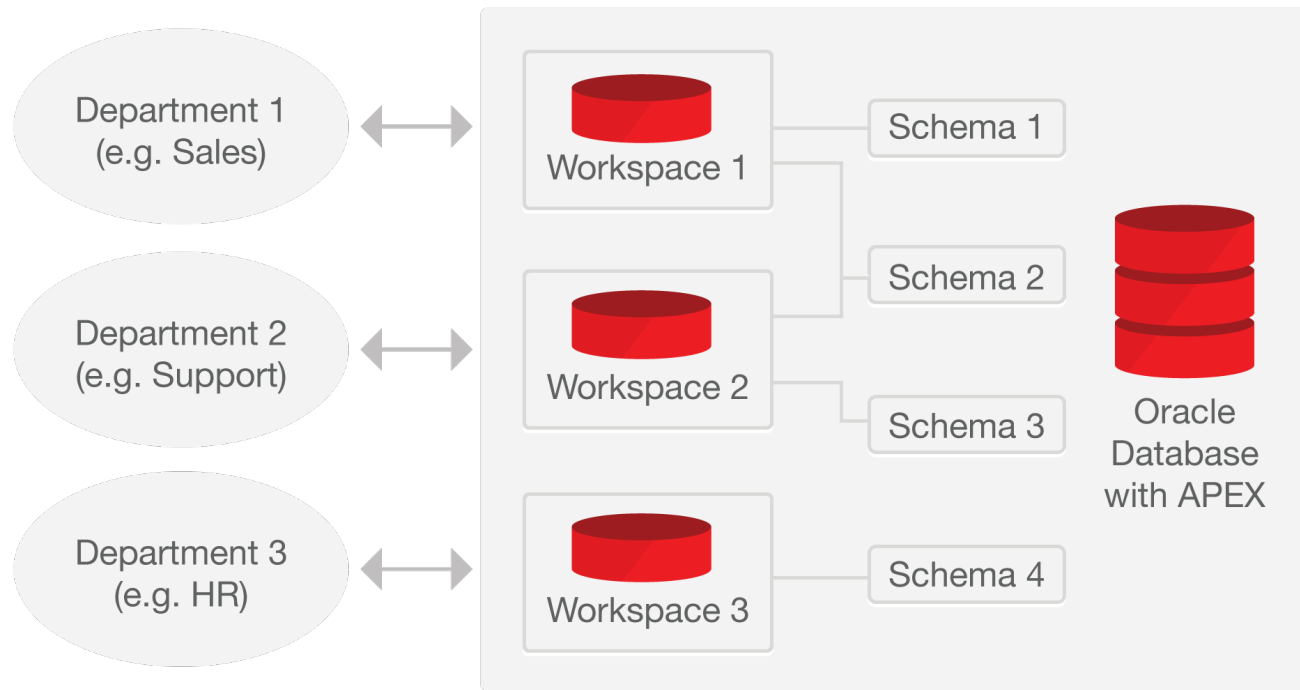 Department 1
(e.g. Sales)
Workspace 1
Schema 1
Department 2
(e.g. Support)
Workspace 2
Schema 2
Schema 3
Department 3
(e.g. HR)
Workspace 3
Schema 4
Oracle
Database
with APEX